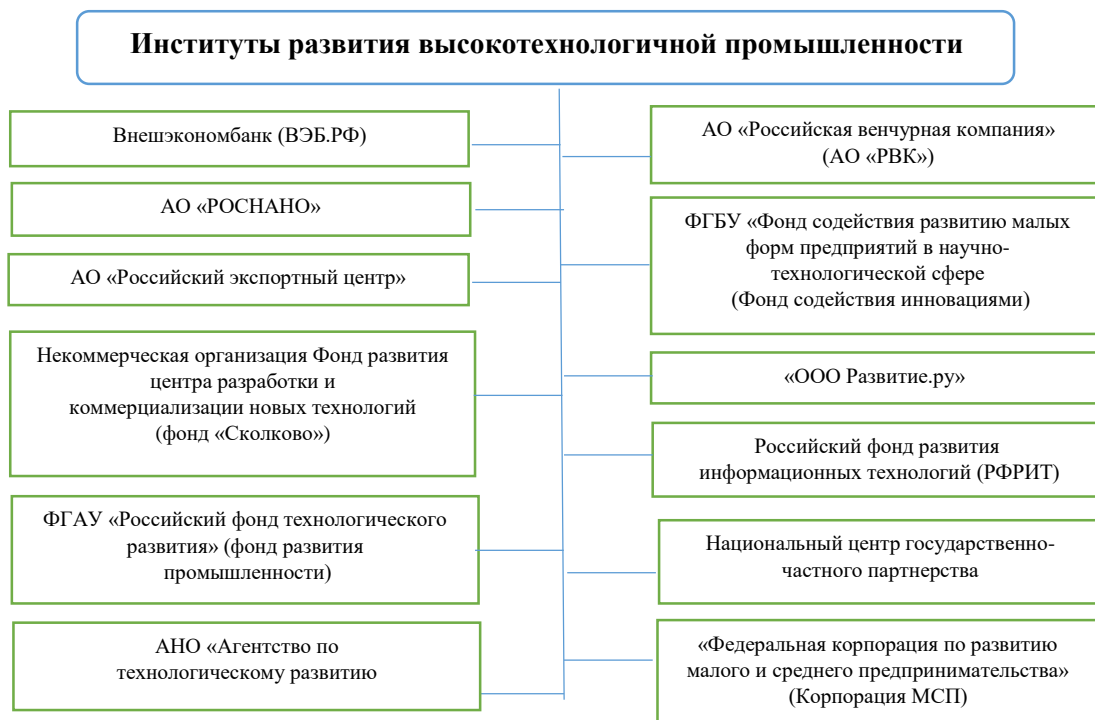 Институты развития высокотехнологичной промышленности
Внешэкономбанк (ВЭБ.РФ)
АО «РОСНАНО»
АО «Российский экспортный центр»
Некоммерческая организация Фонд развития
центра разработки и
коммерциализации новых технологий
(фонд «Сколково»)
ФГАУ «Российский фонд технологического
развития» (фонд развития
промышленности)
АНО «Агентство по
технологическому развитию
АО «Российская венчурная компания»
(АО «РВК»)
ФГБУ «Фонд содействия развитию малых
форм предприятий в научно-
технологической сфере
(Фонд содействия инновациями)
«ООО Развитие.ру»
Российский фонд развития
информационных технологий (РФРИТ)
Национальный центр государственно-
частного партнерства
«Федеральная корпорация по развитию
малого и среднего предпринимательства»
(Корпорация МСП)